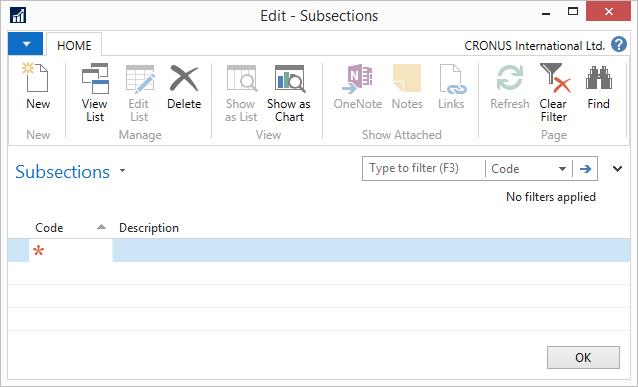 Edit - Subsections
HOME
CRONUS International Ltd.
New
View List
Edit List
Delete
Show as List
Show as Chart
OneNote
Notes
Links
Refresh
Clear Filter
Find
New
Manage
View
Show Attached
Page
Subsections
Type to filter (F3)
Code
No filters applied
Code
Description
OK